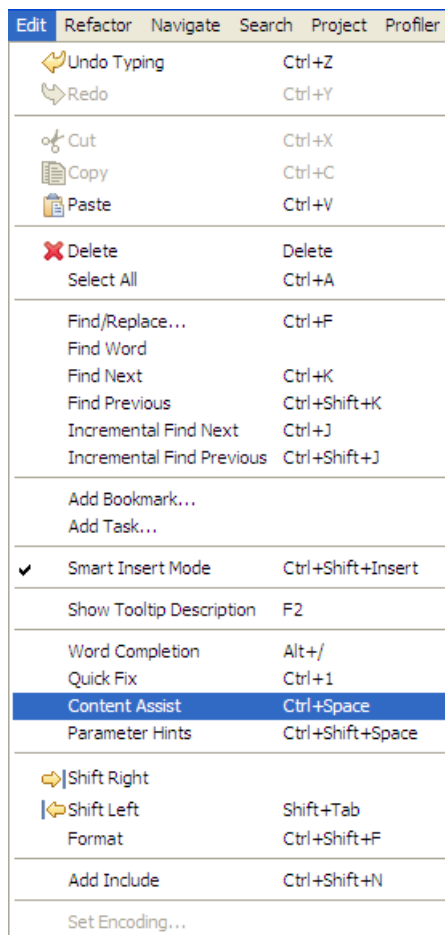 Edit Refactor Navigate Search Project Profiler
Undo Typing Ctrl+Z
Redo Ctrl+Y
Cut Ctrl+X
Copy Ctrl+C
Paste Ctrl+V
Delete Delete
Select All Ctrl+A
Find/Replace... Ctrl+F
Find Word
Find Next Ctrl+K
Find Previous Ctrl+Shift+K
Incremental Find Next Ctrl+J
Incremental Find Previous Ctrl+Shift+J
Add Bookmark...
Add Task...
Smart Insert Mode Ctrl+Shift+Insert
Show Tooltip Description F2
Word Completion Alt+/
Quick Fix Ctrl+1
Content Assist Ctrl+Space
Parameter Hints Ctrl+Shift+Space
Shift Right
Shift Left Shift+Tab
Format Ctrl+Shift+F
Add Include Ctrl+Shift+N
Set Encoding...